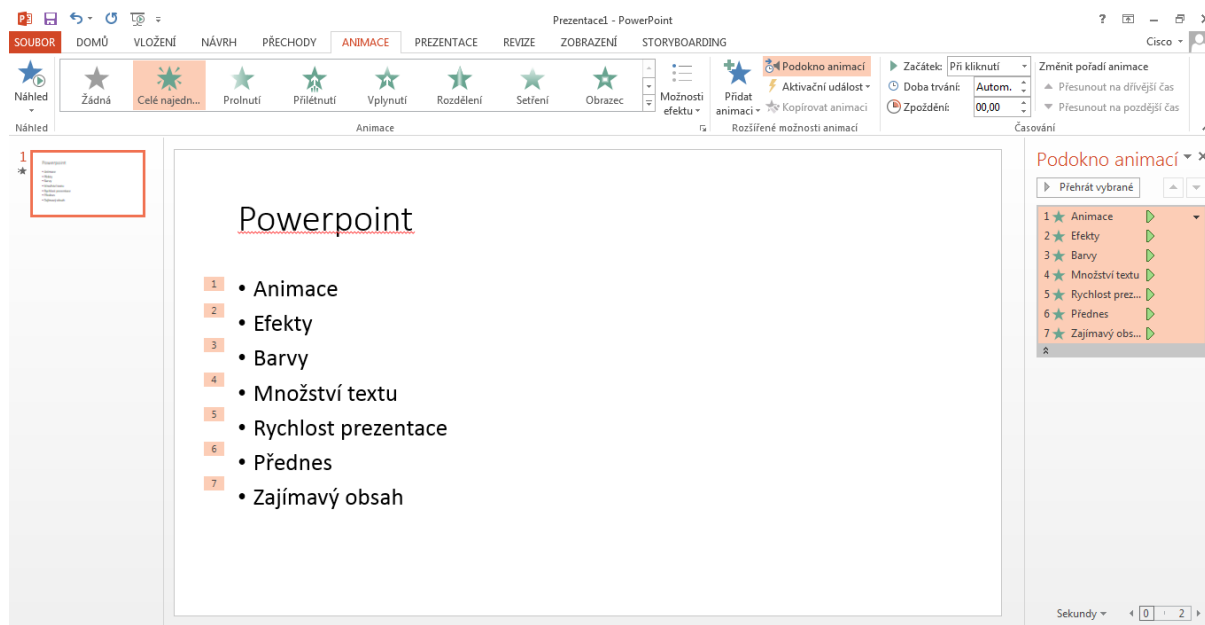 Prezentace1 - PowerPoint
?
SOUBOR DOMŮ VLOŽENÍ NÁVRH PŘECHODY ANIMACE PREZENTACE REVIZE ZOBRAZENÍ STORYBOARDING Cisco
Náhled
Žádná Celé najedn... Prolnutí Přilétnutí Vplynutí Rozdělení Setření Obrazec
Možnosti efektu
Přidat animaci
Podokno animací
Aktivační událost
Kopírovat animaci
Začátek: Při kliknutí
Doba trvání: Autom.
Zpoždění: 00,00
Změnit pořadí animace
Přesunout na dřívější čas
Přesunout na pozdější čas
Náhled Animace Rozšířené možnosti animací Časování
1
Powerpoint
1 • Animace
2 • Efekty
3 • Barvy
4 • Množství textu
5 • Rychlost prezentace
6 • Přednes
7 • Zajímavý obsah
Podokno animací
Přehrát vybrané
1 Animace
2 Efekty
3 Barvy
4 Množství textu
5 Rychlost prez...
6 Přednes
7 Zajímavý obs...
Sekundy 0 2